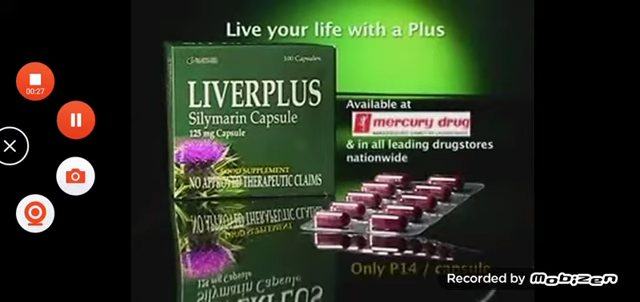 Live your life with a Plus
100 Capsules
LIVERPLUS
Silymarin Capsule
125 mg Capsule
FOOD SUPPLEMENT
NO APPROVED THERAPEUTIC CLAIMS
Available at
mercury drug
& in all leading drugstores
nationwide
Only P14 / capsule
00:27
Recorded by mobizen